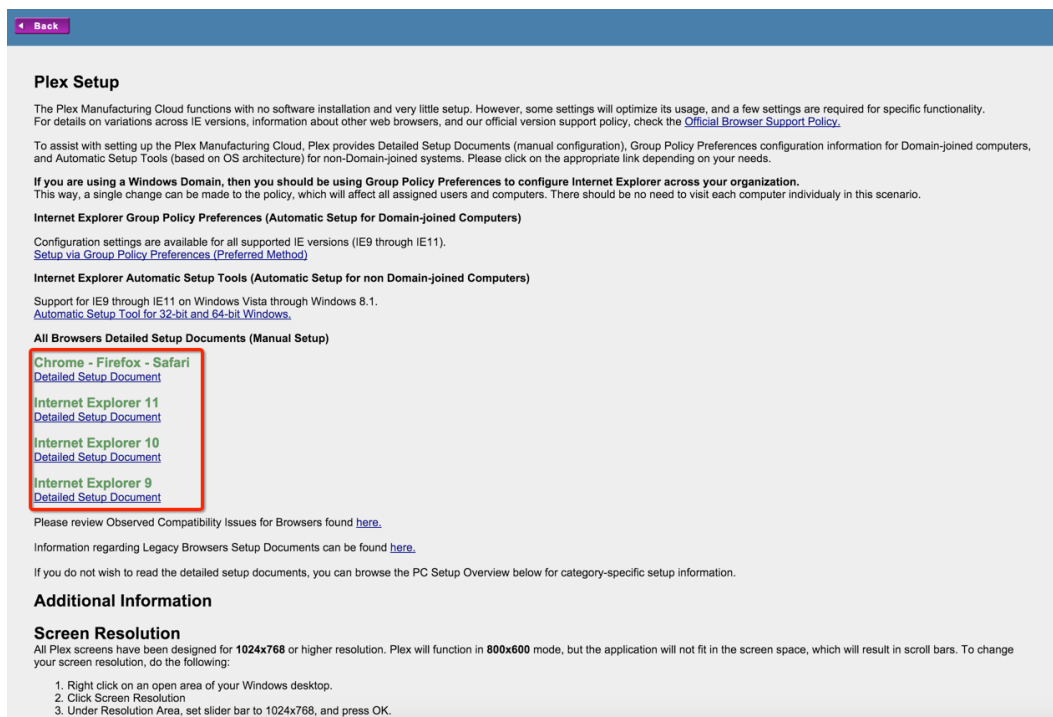 Back
Plex Setup
The Plex Manufacturing Cloud functions with no software installation and very little setup. However, some settings will optimize its usage, and a few settings are required for specific functionality.
For details on variations across IE versions, information about other web browsers, and our official version support policy, check the Official Browser Support Policy.
To assist with setting up the Plex Manufacturing Cloud, Plex provides Detailed Setup Documents (manual configuration), Group Policy Preferences configuration information for Domain-joined computers,
and Automatic Setup Tools (based on OS architecture) for non-Domain-joined systems. Please click on the appropriate link depending on your needs.
If you are using a Windows Domain, then you should be using Group Policy Preferences to configure Internet Explorer across your organization.
This way, a single change can be made to the policy, which will affect all assigned users and computers. There should be no need to visit each computer individualy in this scenario.
Internet Explorer Group Policy Preferences (Automatic Setup for Domain-joined Computers)
Configuration settings are available for all supported IE versions (IE9 through IE11).
Setup via Group Policy Preferences (Preferred Method)
Internet Explorer Automatic Setup Tools (Automatic Setup for non Domain-joined Computers)
Support for IE9 through IE11 on Windows Vista through Windows 8.1.
Automatic Setup Tool for 32-bit and 64-bit Windows.
All Browsers Detailed Setup Documents (Manual Setup)
Chrome - Firefox - Safari
Detailed Setup Document
Internet Explorer 11
Detailed Setup Document
Internet Explorer 10
Detailed Setup Document
Internet Explorer 9
Detailed Setup Document
Please review Observed Compatibility Issues for Browsers found here.
Information regarding Legacy Browsers Setup Documents can be found here.
If you do not wish to read the detailed setup documents, you can browse the PC Setup Overview below for category-specific setup information.
Additional Information
Screen Resolution
All Plex screens have been designed for 1024x768 or higher resolution. Plex will function in 800x600 mode, but the application will not fit in the screen space, which will result in scroll bars. To change
your screen resolution, do the following:
1. Right click on an open area of your Windows desktop.
2. Click Screen Resolution
3. Under Resolution Area, set slider bar to 1024x768, and press OK.